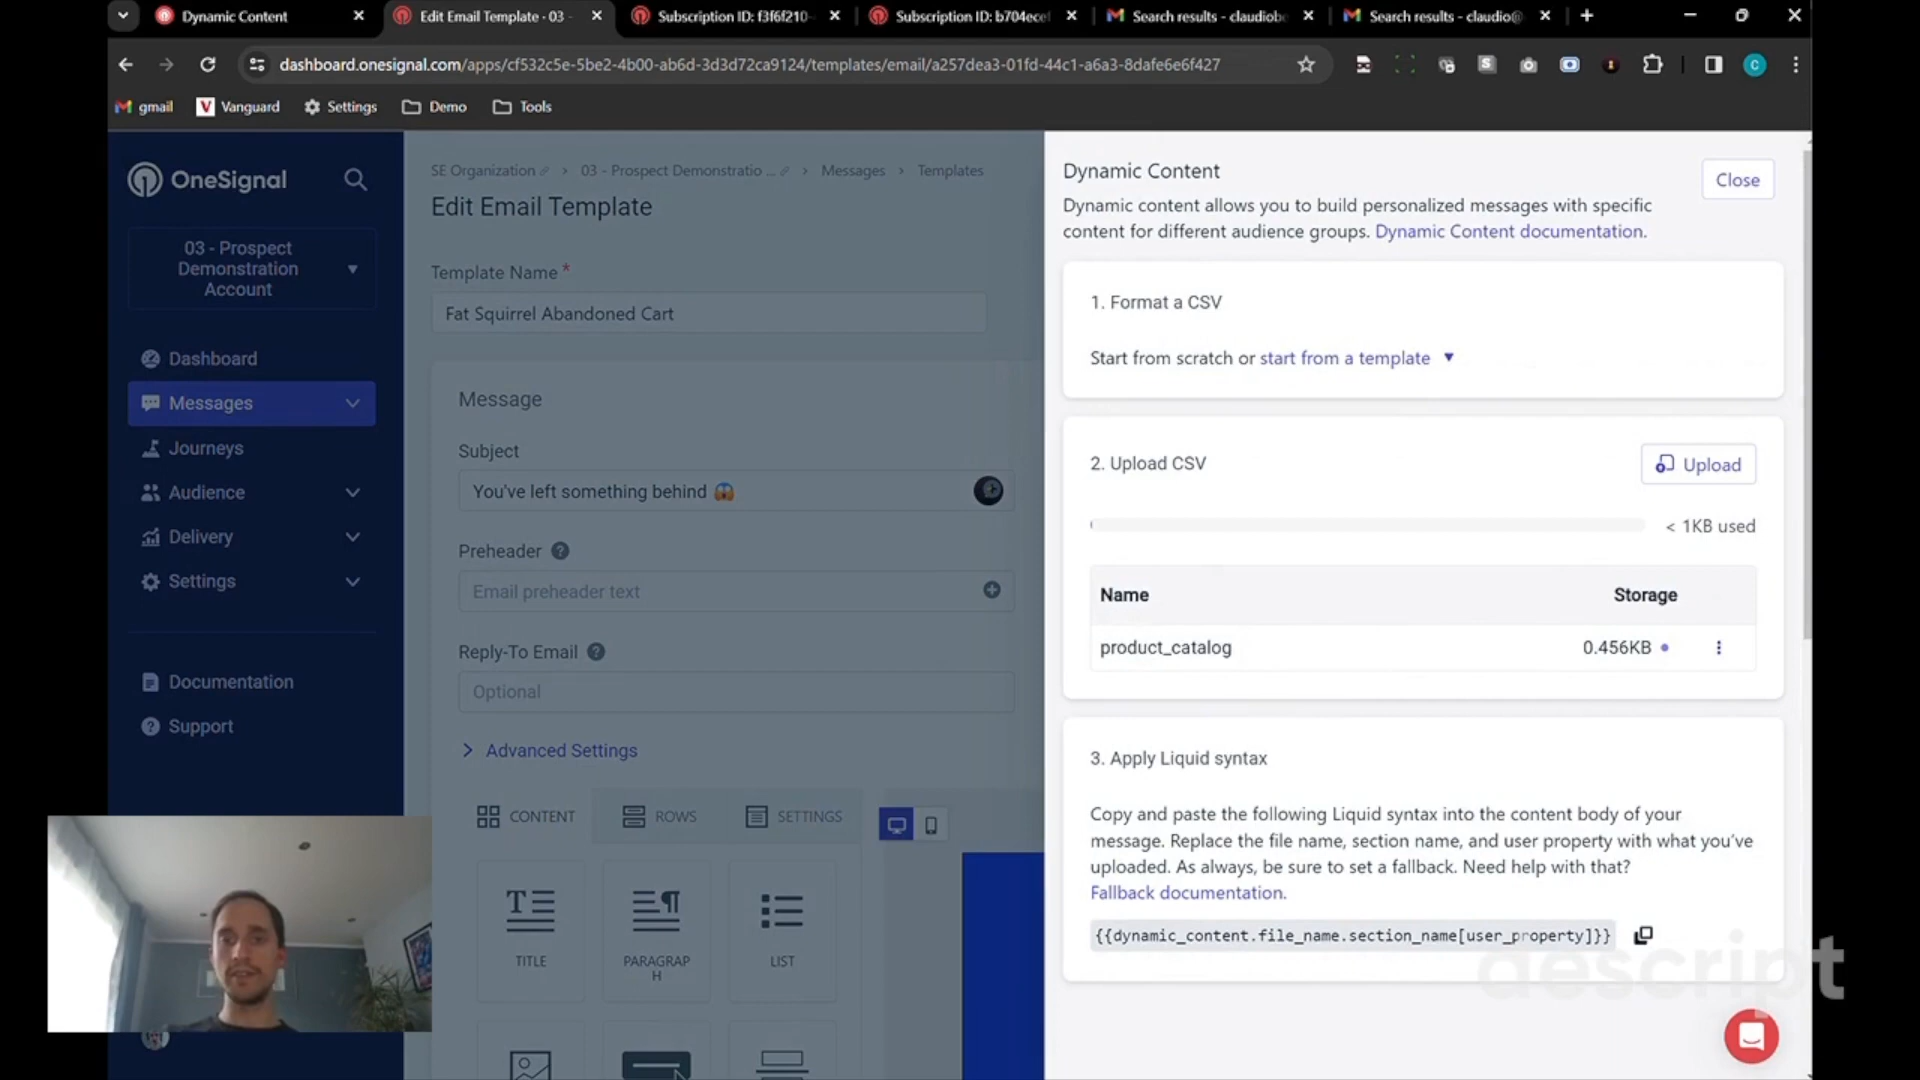 Dynamic Content
Edit Email Template · 03 -
Subscription ID: f3f6f210-
Subscription ID: b704ecef
Search results - claudiobe
Search results - claudio@
dashboard.onesignal.com/apps/cf532c5e-5be2-4b00-ab6d-3d3d72ca9124/templates/email/a257dea3-01fd-44c1-a6a3-8dafe6e6f427
gmail
Vanguard
Settings
Demo
Tools
OneSignal
03 - Prospect
Demonstration
Account
Dashboard
Messages
Journeys
Audience
Delivery
Settings
Documentation
Support
SE Organization > 03 - Prospect Demonstratio ... > Messages > Templates
Edit Email Template
Template Name *
Fat Squirrel Abandoned Cart
Message
Subject
You've left something behind 😱
Preheader
Email preheader text
Reply-To Email
Optional
Advanced Settings
CONTENT
ROWS
SETTINGS
TITLE
PARAGRAP
H
LIST
Dynamic Content
Close
Dynamic content allows you to build personalized messages with specific
content for different audience groups. Dynamic Content documentation.
1. Format a CSV
Start from scratch or start from a template
2. Upload CSV
Upload
< 1KB used
Name
Storage
product_catalog
0.456KB
3. Apply Liquid syntax
Copy and paste the following Liquid syntax into the content body of your
message. Replace the file name, section name, and user property with what you've
uploaded. As always, be sure to set a fallback. Need help with that?
Fallback documentation.
{{dynamic_content.file_name.section_name[user_property]}}
descript